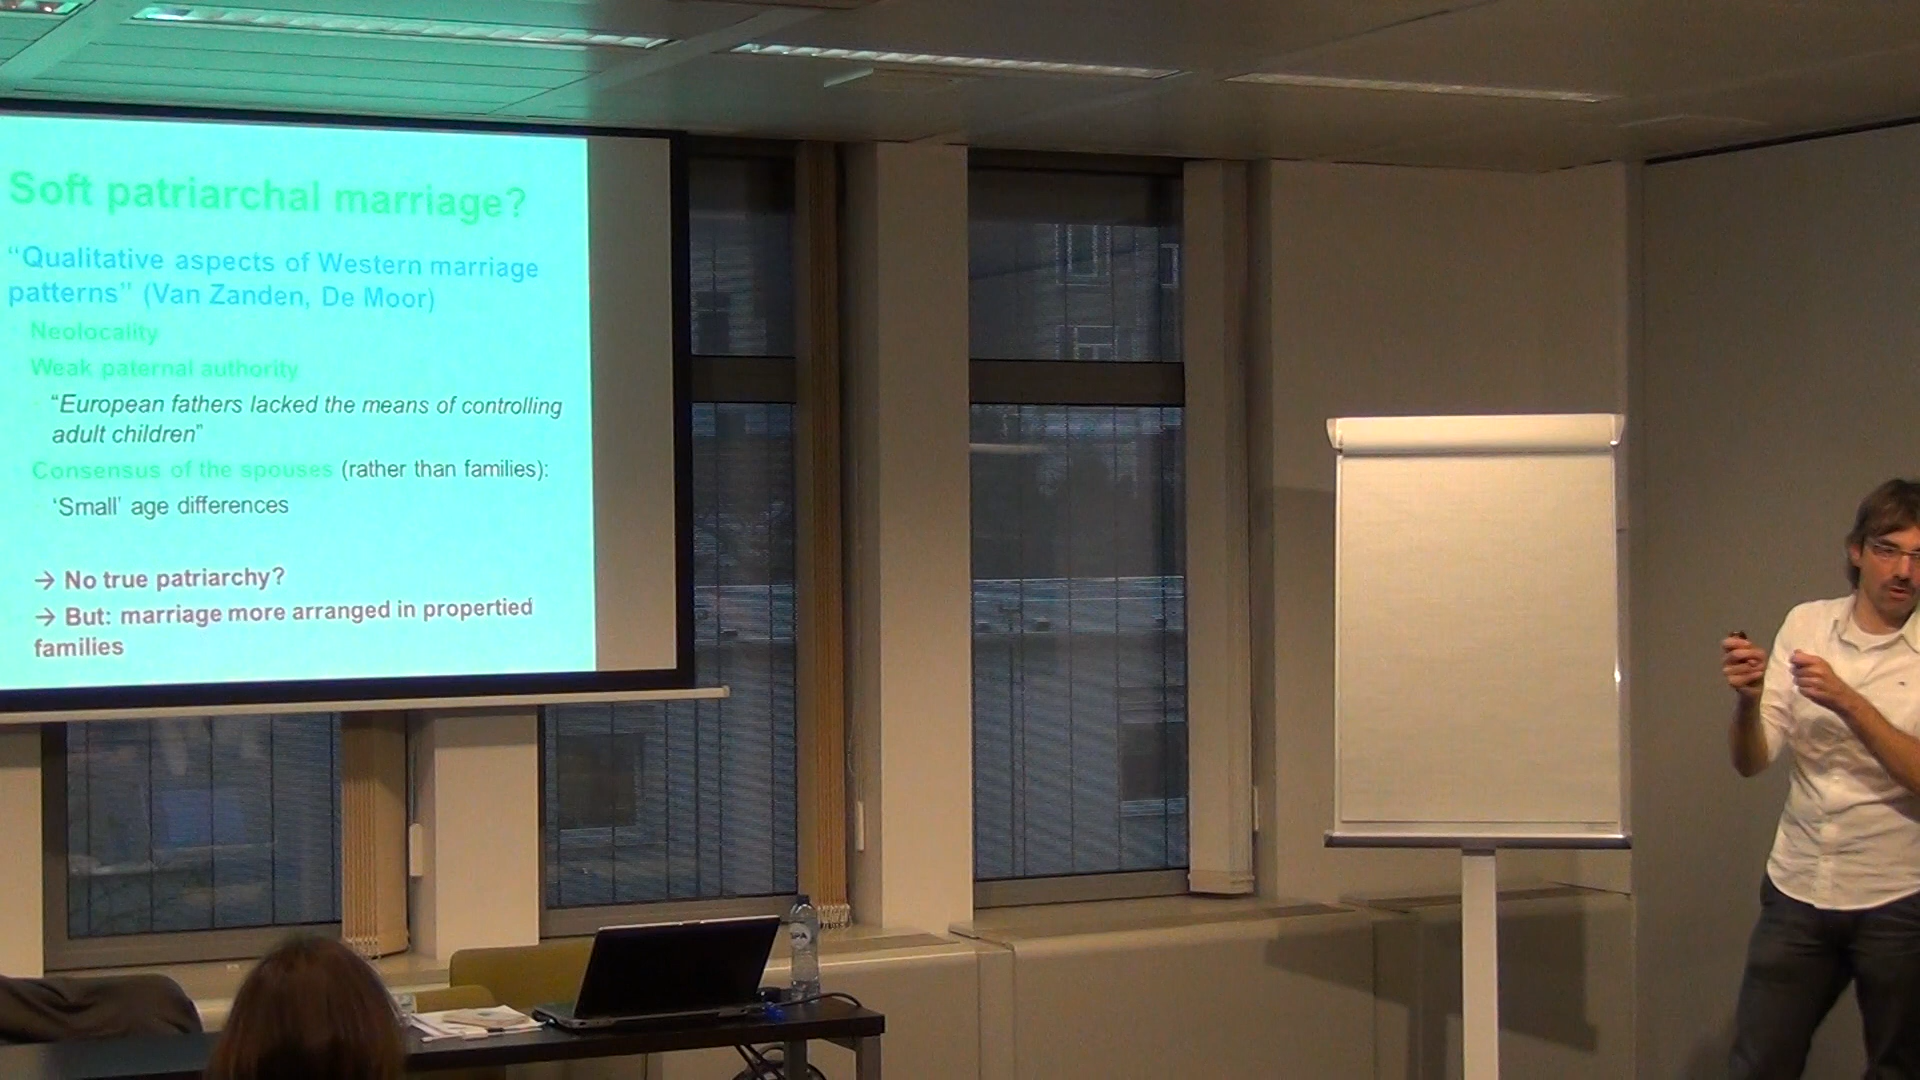 Soft patriarchal marriage?
“Qualitative aspects of Western marriage
patterns” (Van Zanden, De Moor)
Neolocality
Weak paternal authority
“European fathers lacked the means of controlling
adult children”
Consensus of the spouses (rather than families):
‘Small’ age differences
→ No true patriarchy?
→ But: marriage more arranged in propertied
families
SPA